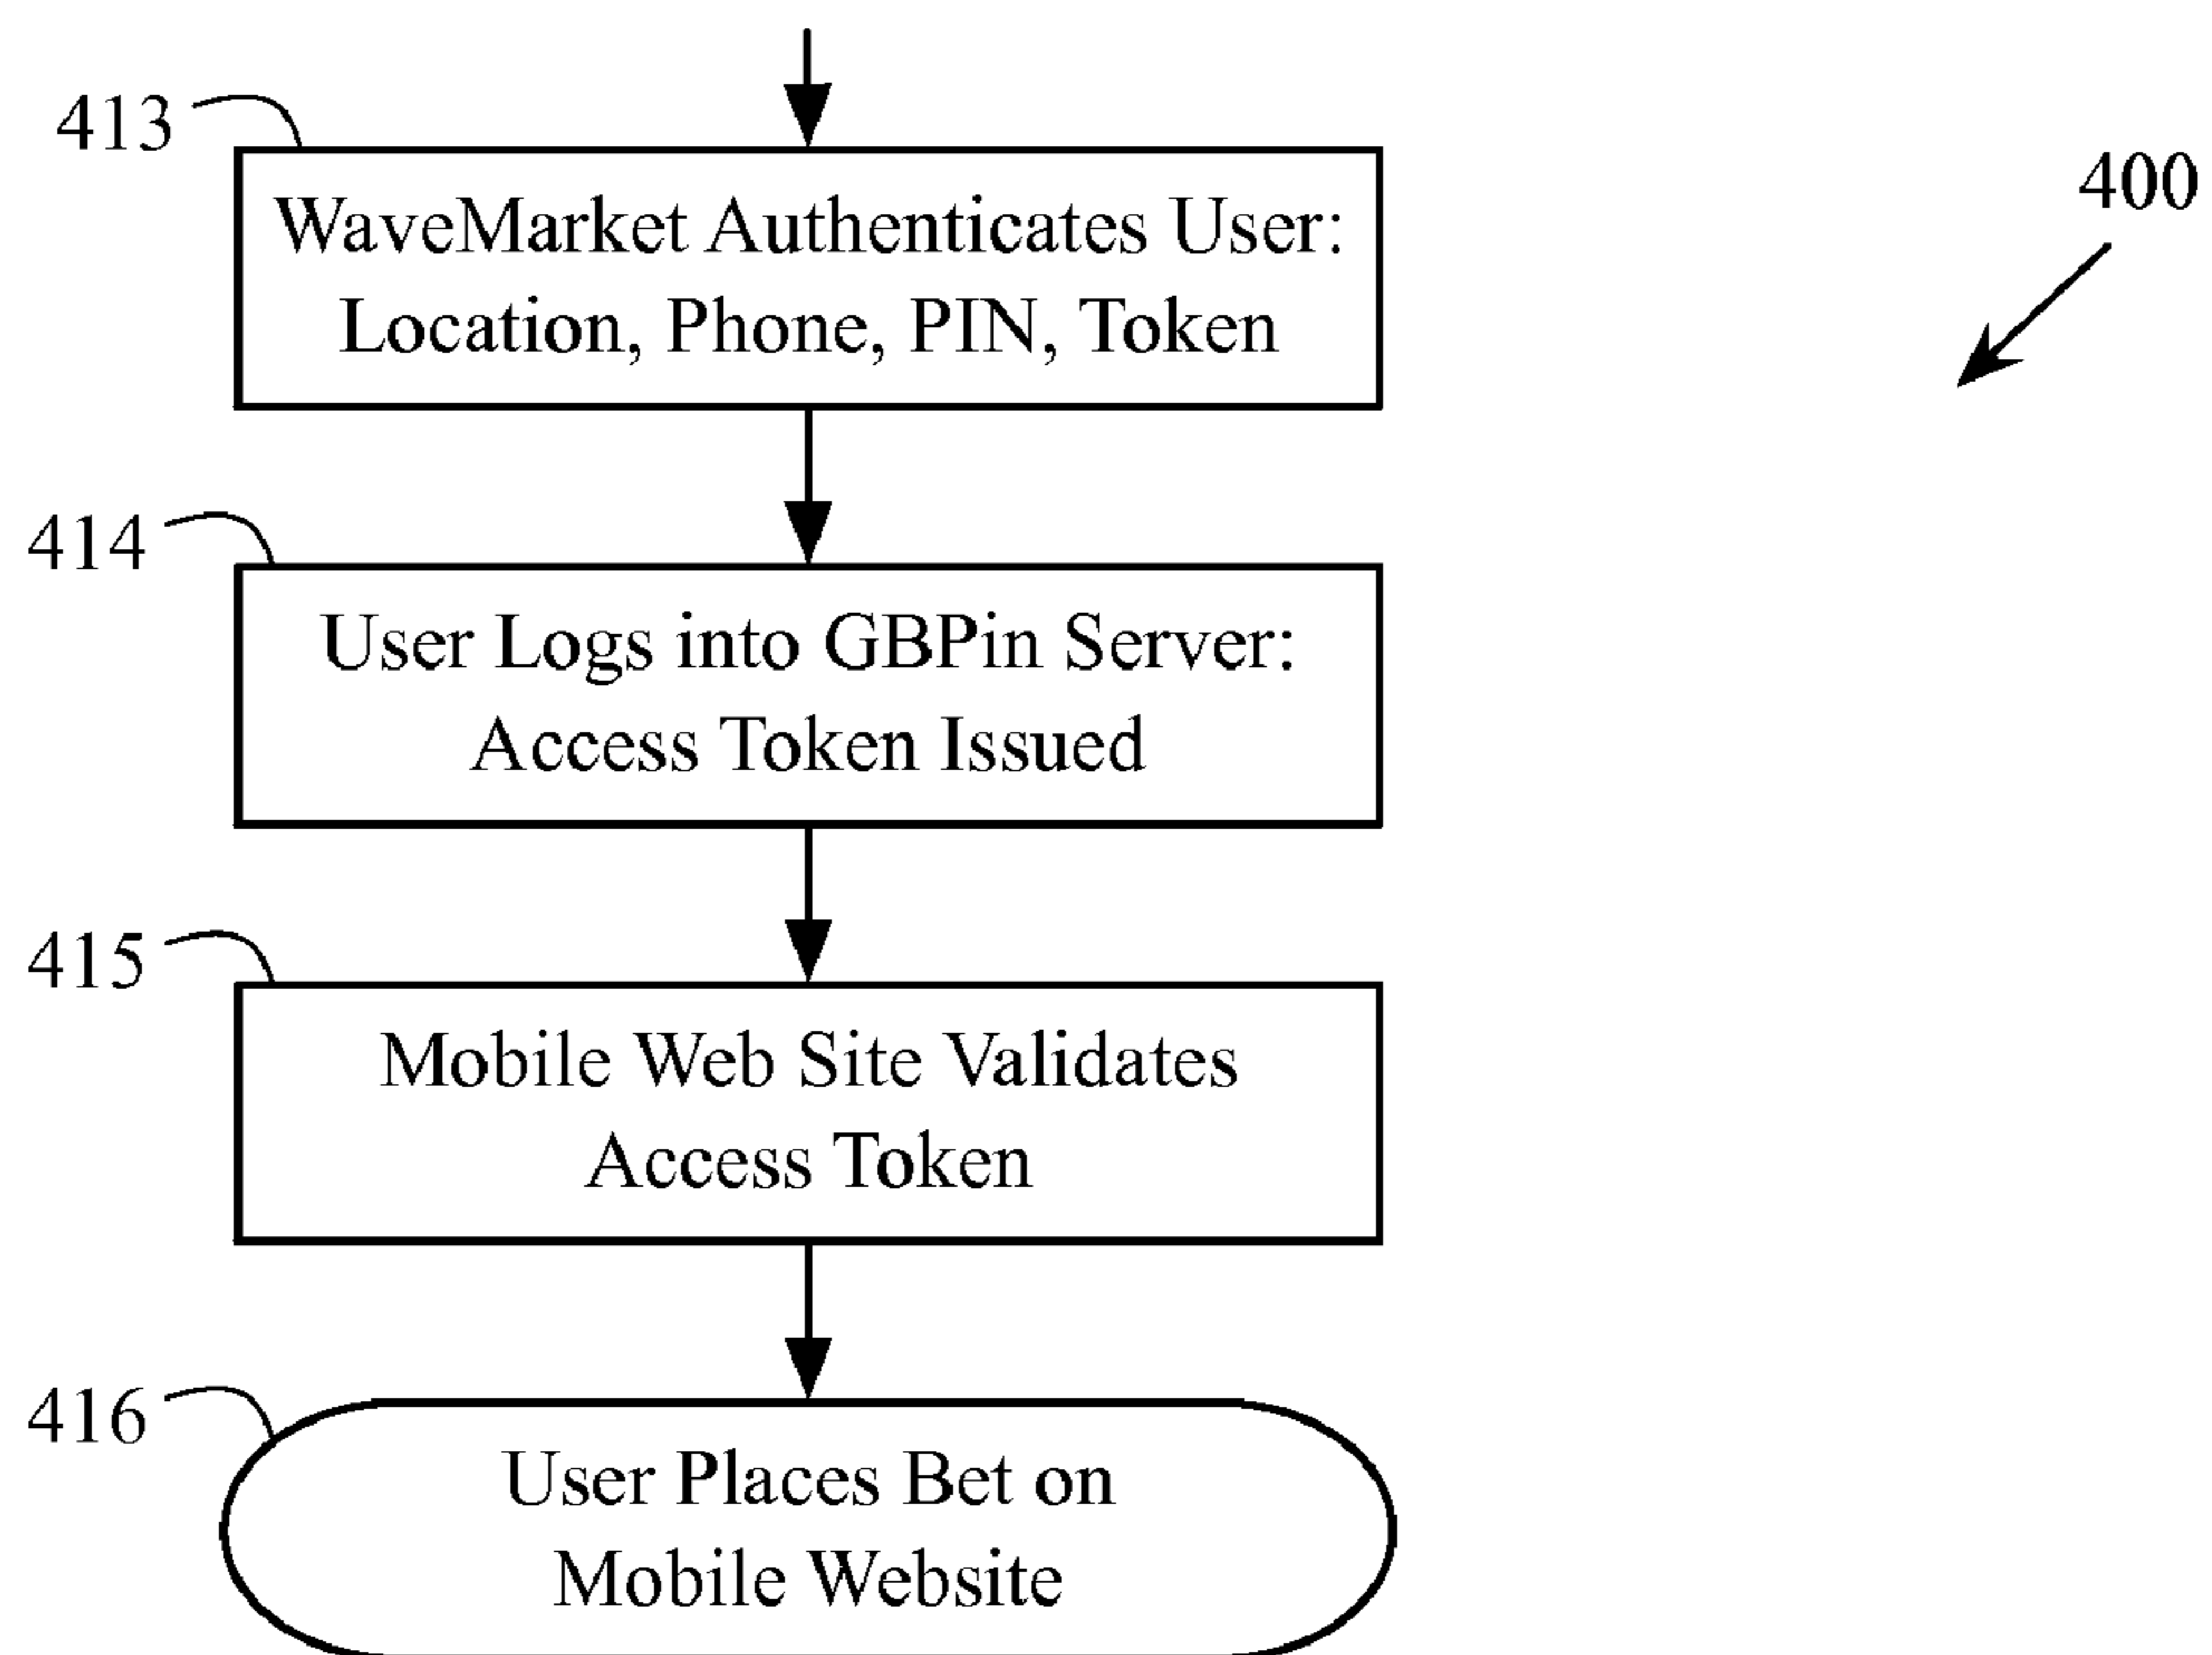 413
WaveMarket Authenticates User:
Location, Phone, PIN, Token
400
414
User Logs into GBPin Server:
Access Token Issued
415
Mobile Web Site Validates
Access Token
416
User Places Bet on
Mobile Website